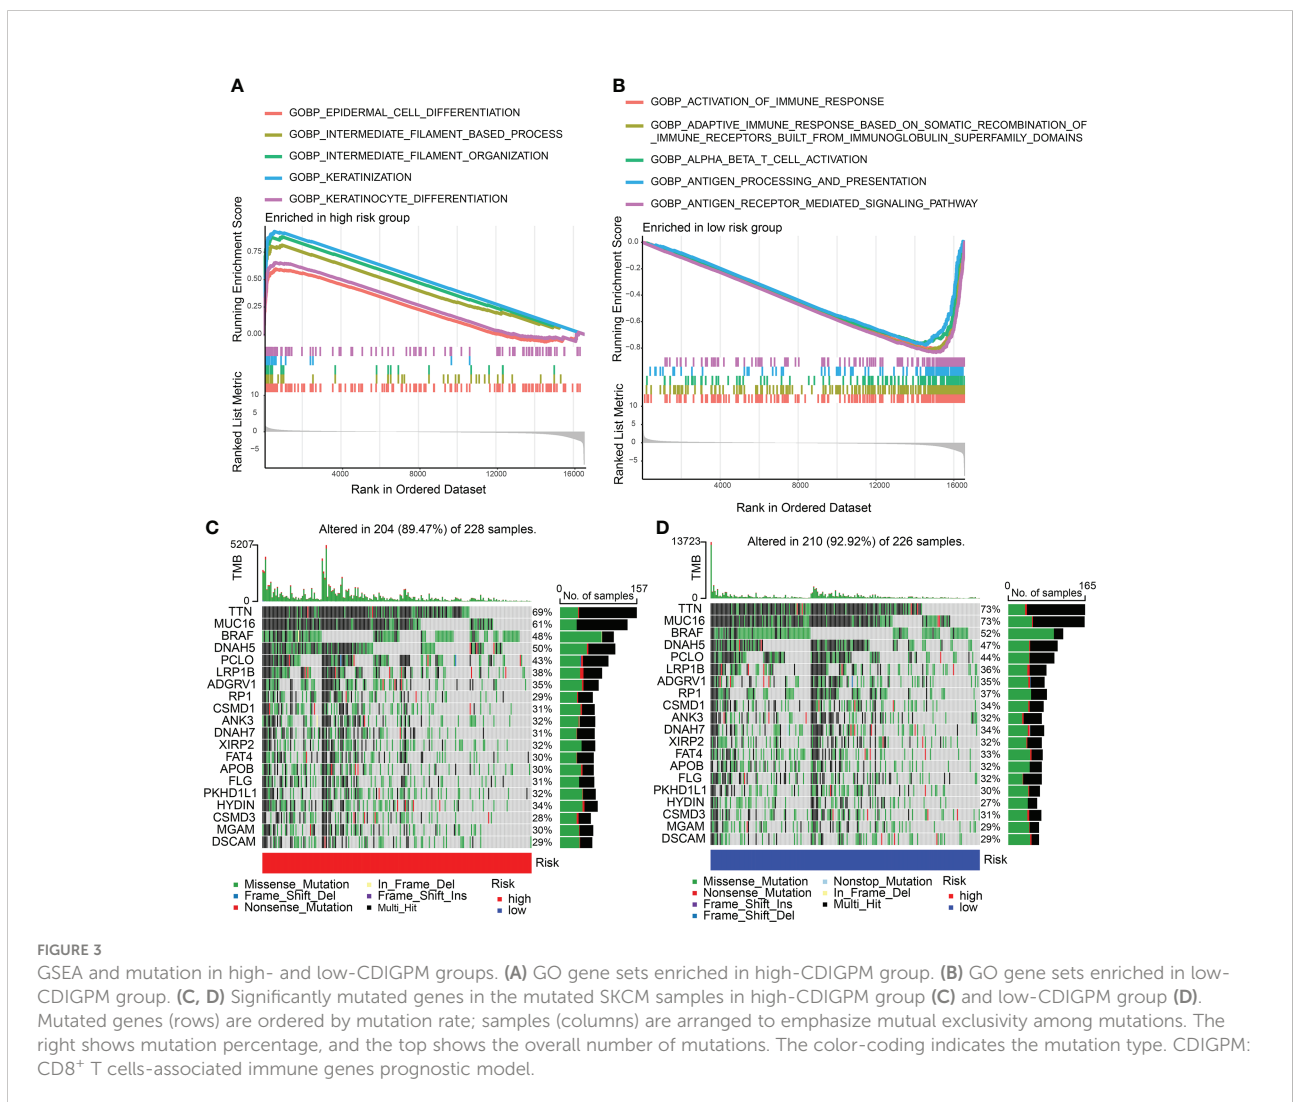 A
GOBP_EPIDERMAL_CELL_DIFFERENTIATION
GOBP_INTERMEDIATE_FILAMENT_BASED_PROCESS
GOBP_INTERMEDIATE_FILAMENT_ORGANIZATION
GOBP_KERATINIZATION
GOBP_KERATINOCYTE_DIFFERENTIATION
Enriched in high risk group
Running Enrichment Score
0.75
0.50
0.25
0.00
Ranked List Metric
10
5
0
−5
4000
8000
12000
16000
Rank in Ordered Dataset
B
GOBP_ACTIVATION_OF_IMMUNE_RESPONSE
GOBP_ADAPTIVE_IMMUNE_RESPONSE_BASED_ON_SOMATIC_RECOMBINATION_OF
_IMMUNE_RECEPTORS_BUILT_FROM_IMMUNOGLOBULIN_SUPERFAMILY_DOMAINS
GOBP_ALPHA_BETA_T_CELL_ACTIVATION
GOBP_ANTIGEN_PROCESSING_AND_PRESENTATION
GOBP_ANTIGEN_RECEPTOR_MEDIATED_SIGNALING_PATHWAY
Enriched in low risk group
Running Enrichment Score
0.0
−0.2
−0.4
−0.6
−0.8
Ranked List Metric
10
5
0
−5
4000
8000
12000
16000
Rank in Ordered Dataset
C
Altered in 204 (89.47%) of 228 samples.
5207
TMB
0
0
157
No. of samples
TTN 69%
MUC16 61%
BRAF 48%
DNAH5 50%
PCLO 43%
LRP1B 38%
ADGRV1 35%
RP1 29%
CSMD1 31%
ANK3 32%
DNAH7 31%
XIRP2 32%
FAT4 30%
APOB 30%
FLG 31%
PKHD1L1 32%
HYDIN 34%
CSMD3 28%
MGAM 30%
DSCAM 29%
Risk
Missense_Mutation
Frame_Shift_Del
Nonsense_Mutation
In_Frame_Del
Frame_Shift_Ins
Multi_Hit
Risk
high
low
D
Altered in 210 (92.92%) of 226 samples.
13723
TMB
0
0
165
No. of samples
TTN 73%
MUC16 73%
BRAF 52%
DNAH5 47%
PCLO 44%
LRP1B 36%
ADGRV1 35%
RP1 37%
CSMD1 34%
ANK3 32%
DNAH7 34%
XIRP2 32%
FAT4 33%
APOB 32%
FLG 32%
PKHD1L1 30%
HYDIN 27%
CSMD3 31%
MGAM 29%
DSCAM 29%
Risk
Missense_Mutation
Nonsense_Mutation
Frame_Shift_Ins
Frame_Shift_Del
Nonstop_Mutation
In_Frame_Del
Multi_Hit
Risk
high
low
FIGURE 3
GSEA and mutation in high- and low-CDIGPM groups. (A) GO gene sets enriched in high-CDIGPM group. (B) GO gene sets enriched in low-
CDIGPM group. (C, D) Significantly mutated genes in the mutated SKCM samples in high-CDIGPM group (C) and low-CDIGPM group (D).
Mutated genes (rows) are ordered by mutation rate; samples (columns) are arranged to emphasize mutual exclusivity among mutations. The
right shows mutation percentage, and the top shows the overall number of mutations. The color-coding indicates the mutation type. CDIGPM:
CD8+ T cells-associated immune genes prognostic model.